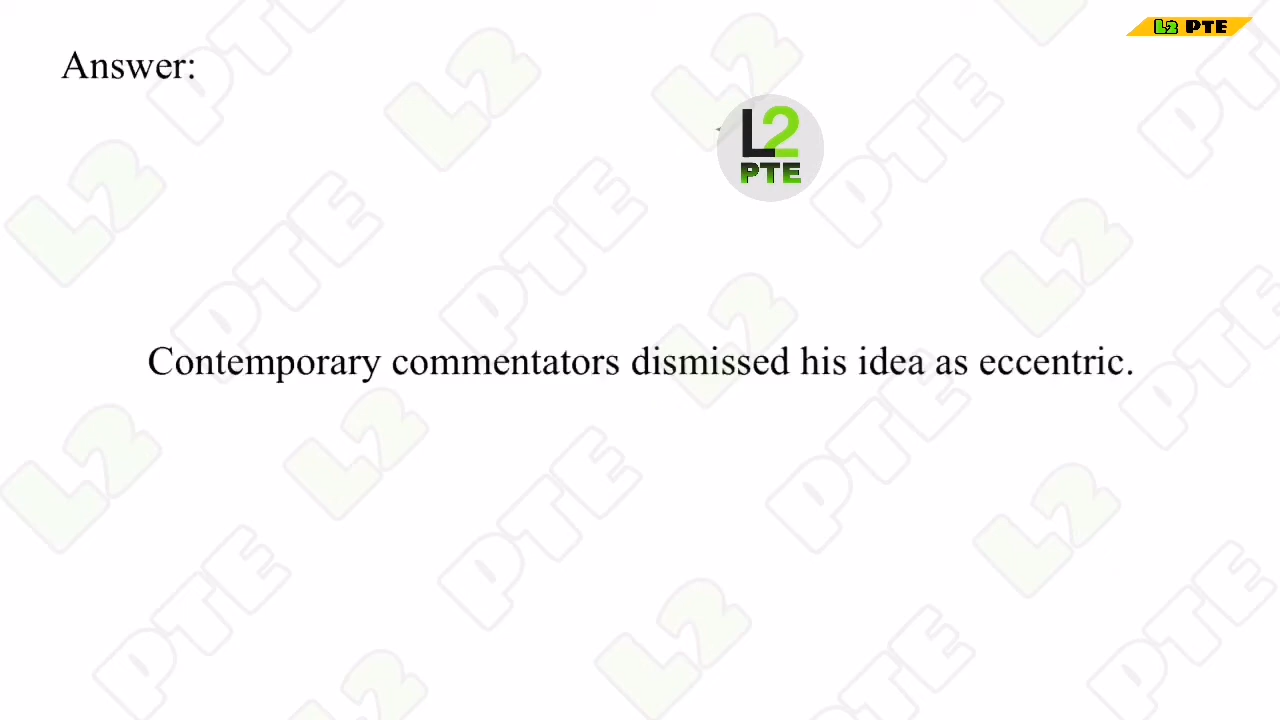 L2 PTE
Answer:
L2
PTE
Contemporary commentators dismissed his idea as eccentric.